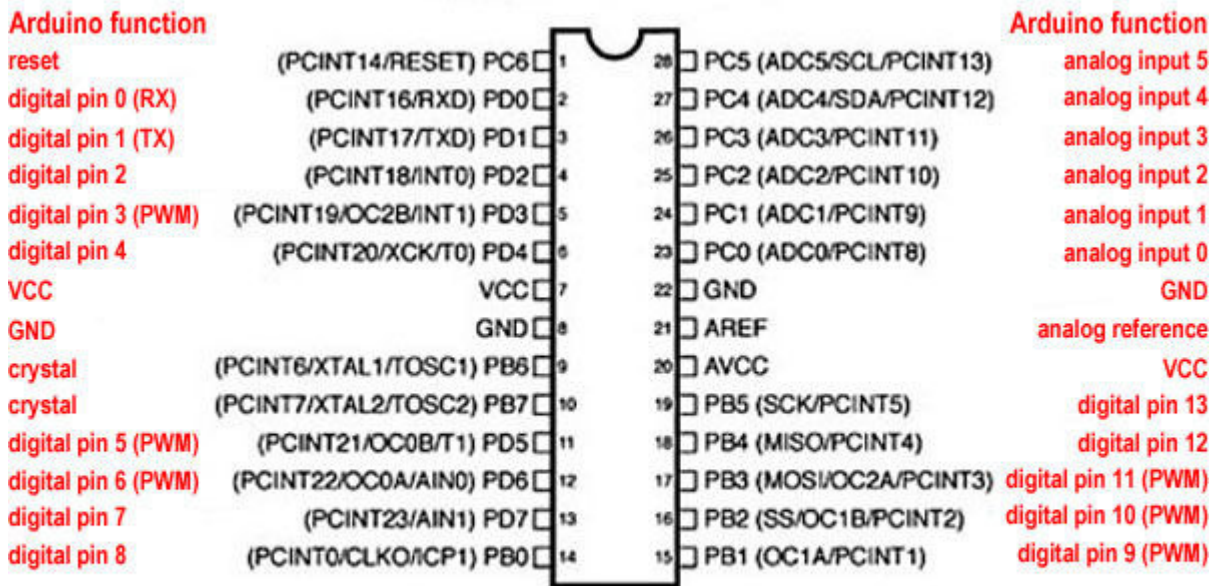 Arduino function Arduino function
reset (PCINT14/RESET) PC6 1 28 PC5 (ADC5/SCL/PCINT13) analog input 5
digital pin 0 (RX) (PCINT16/RXD) PD0 2 27 PC4 (ADC4/SDA/PCINT12) analog input 4
digital pin 1 (TX) (PCINT17/TXD) PD1 3 26 PC3 (ADC3/PCINT11) analog input 3
digital pin 2 (PCINT18/INT0) PD2 4 25 PC2 (ADC2/PCINT10) analog input 2
digital pin 3 (PWM) (PCINT19/OC2B/INT1) PD3 5 24 PC1 (ADC1/PCINT9) analog input 1
digital pin 4 (PCINT20/XCK/T0) PD4 6 23 PC0 (ADC0/PCINT8) analog input 0
VCC VCC 7 22 GND GND
GND GND 8 21 AREF analog reference
crystal (PCINT6/XTAL1/TOSC1) PB6 9 20 AVCC VCC
crystal (PCINT7/XTAL2/TOSC2) PB7 10 19 PB5 (SCK/PCINT5) digital pin 13
digital pin 5 (PWM) (PCINT21/OC0B/T1) PD5 11 18 PB4 (MISO/PCINT4) digital pin 12
digital pin 6 (PWM) (PCINT22/OC0A/AIN0) PD6 12 17 PB3 (MOSI/OC2A/PCINT3) digital pin 11 (PWM)
digital pin 7 (PCINT23/AIN1) PD7 13 16 PB2 (SS/OC1B/PCINT2) digital pin 10 (PWM)
digital pin 8 (PCINT0/CLKO/ICP1) PB0 14 15 PB1 (OC1A/PCINT1) digital pin 9 (PWM)